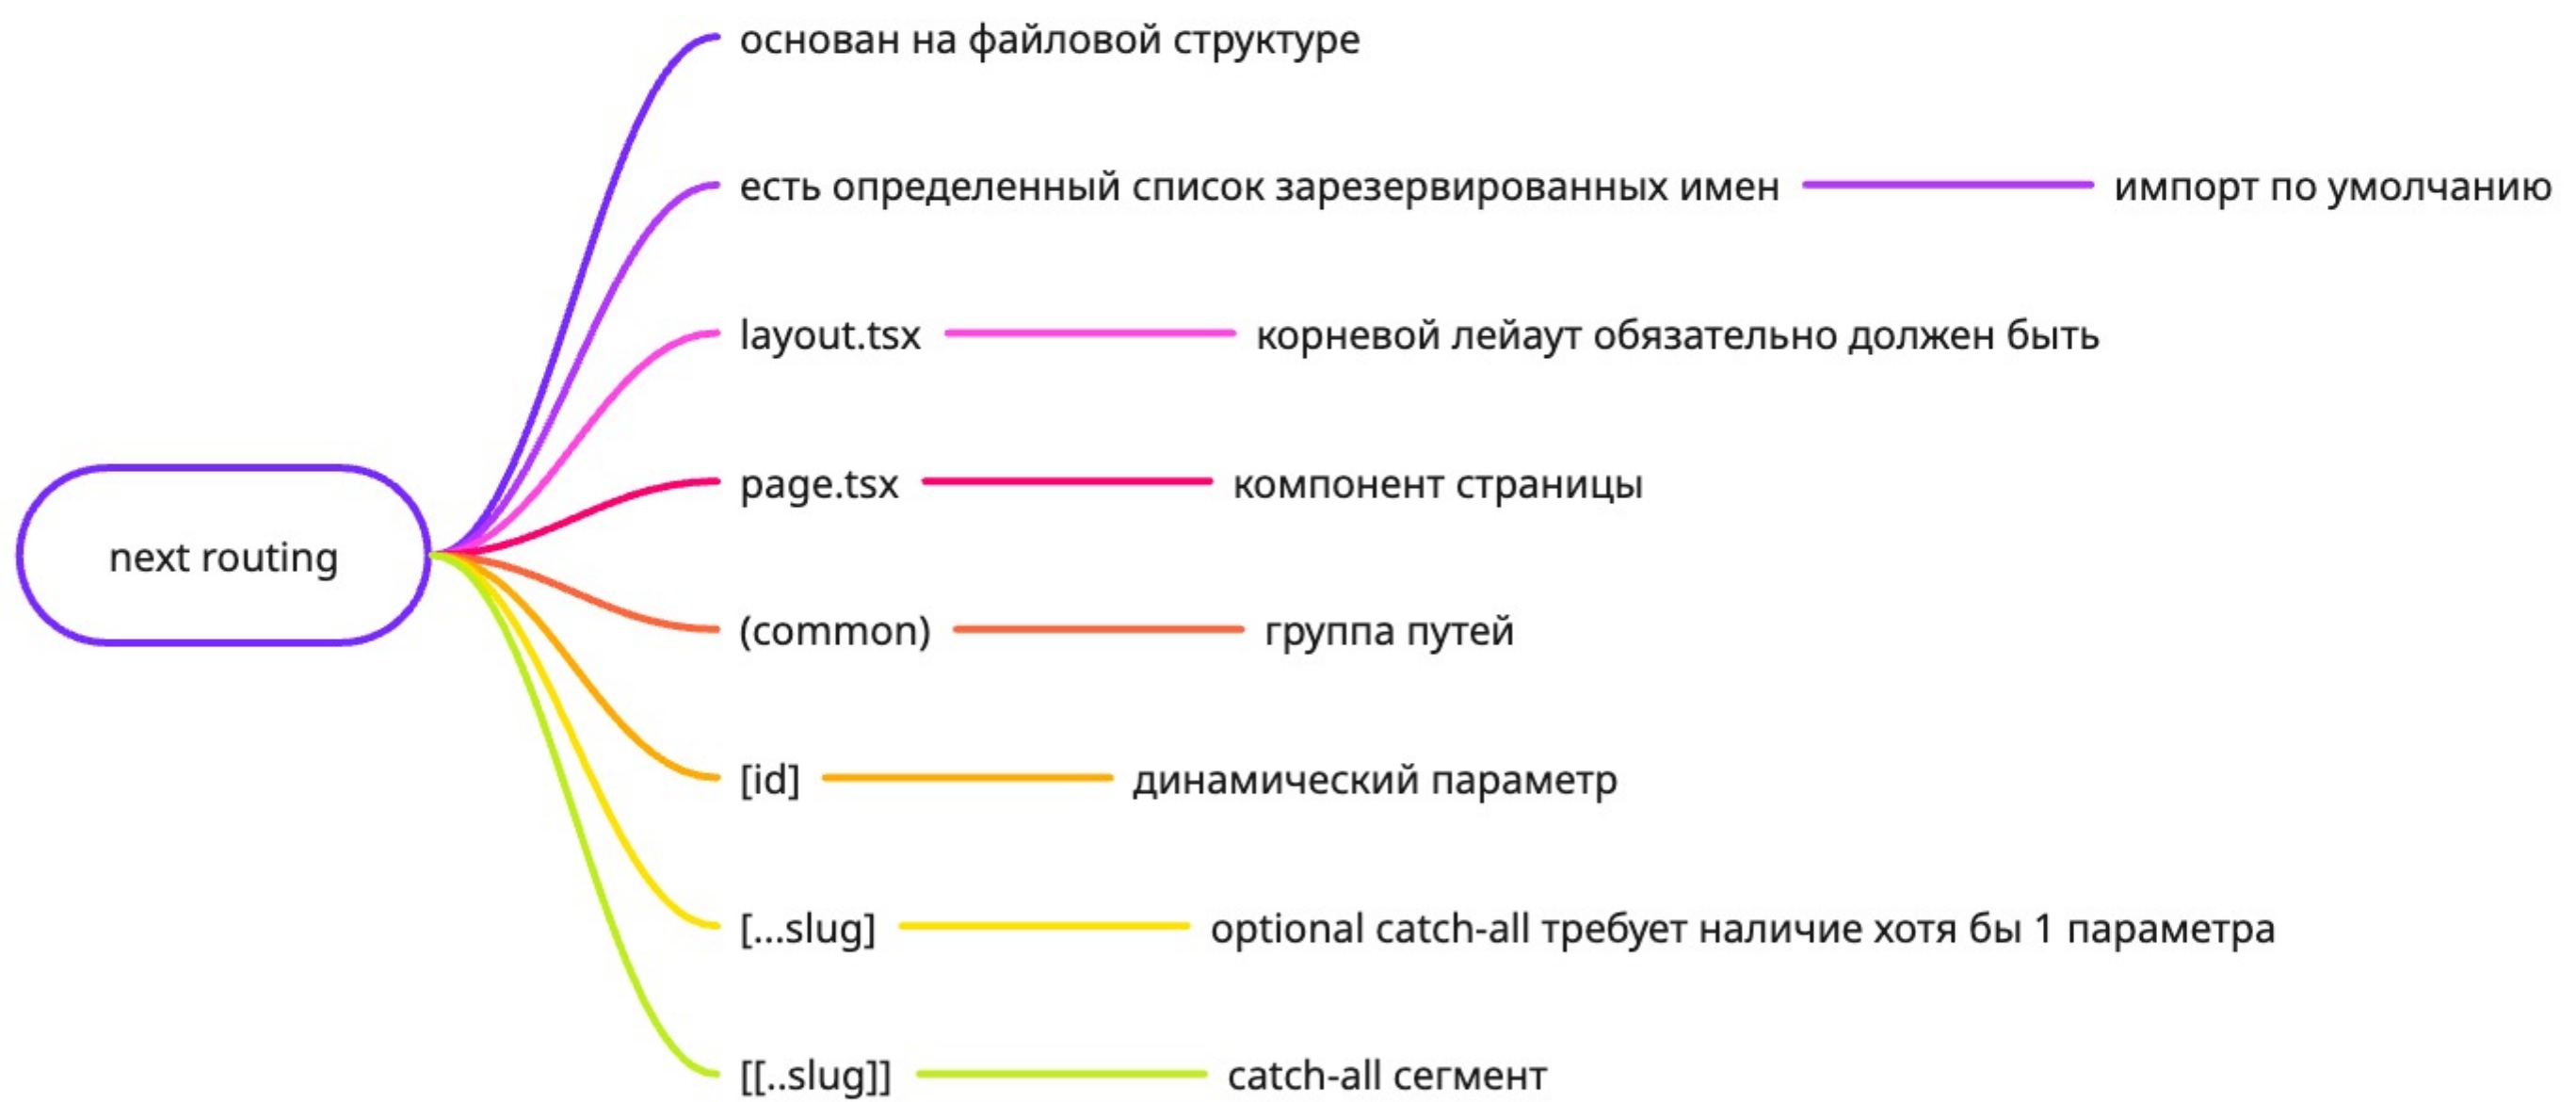 основан на файловой структуре
есть определенный список зарезервированных имен импорт по умолчанию
layout.tsx корневой лейаут обязательно должен быть
page.tsx компонент страницы
next routing
(common) группа путей
[id] динамический параметр
[...slug] optional catch-all требует наличие хотя бы 1 параметра
[[..slug]] catch-all сегмент